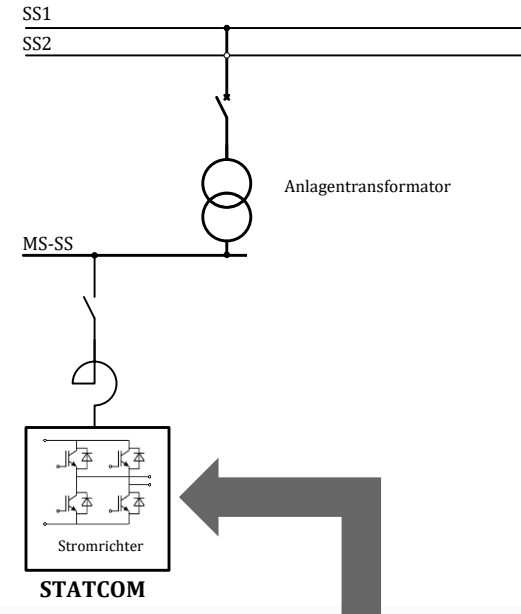 SS1
SS2
Anlagentransformator
MS-SS
Stromrichter
STATCOM